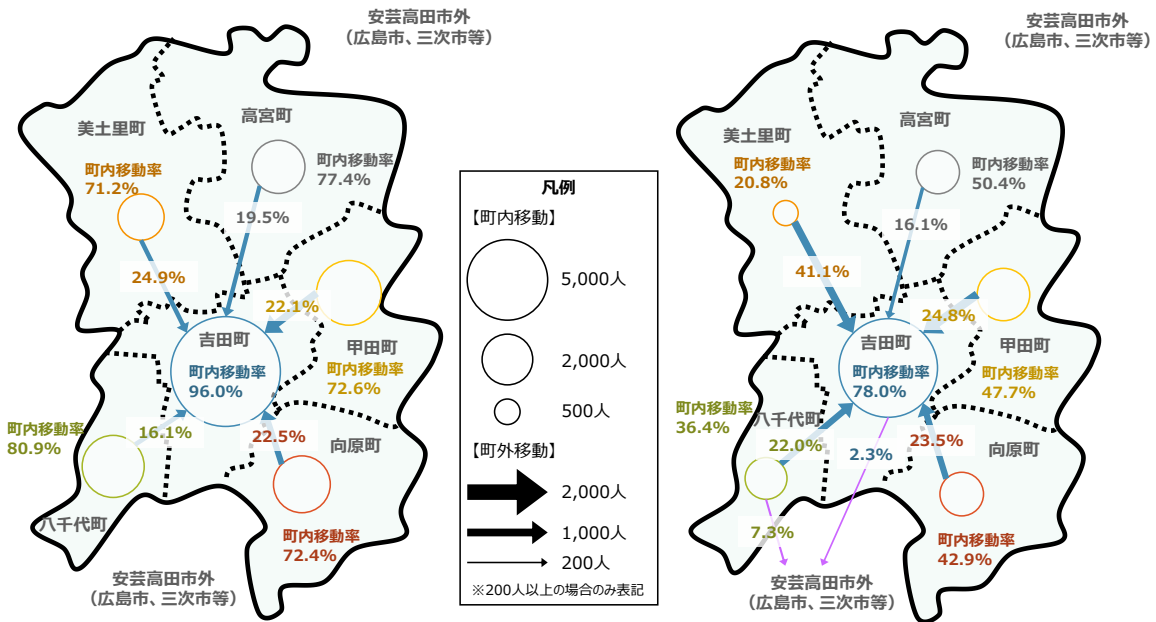 安芸高田市外
（広島市、三次市等）
高宮町
美土里町
町内移動率
77.4%
町内移動率
71.2%
19.5%
24.9%
22.1%
吉田町
町内移動率
96.0%
甲田町
町内移動率
72.6%
町内移動率
80.9%
16.1%
22.5%
向原町
八千代町
町内移動率
72.4%
安芸高田市外
（広島市、三次市等）
凡例
【町内移動】
5,000人
2,000人
500人
【町外移動】
2,000人
1,000人
200人
※200人以上の場合のみ表記
安芸高田市外
（広島市、三次市等）
高宮町
美土里町
町内移動率
20.8%
町内移動率
50.4%
16.1%
41.1%
24.8%
吉田町
町内移動率
78.0%
甲田町
町内移動率
47.7%
町内移動率
36.4%
八千代町
22.0%
2.3%
23.5%
向原町
7.3%
町内移動率
42.9%
安芸高田市外
（広島市、三次市等）